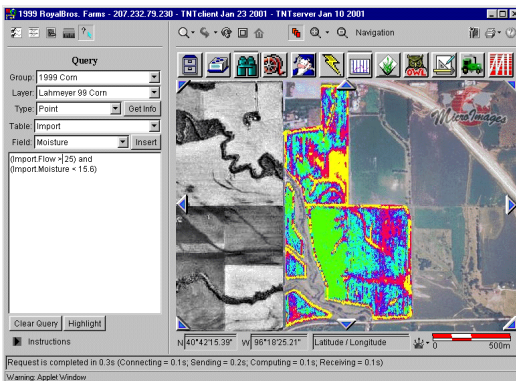 1999 RoyalBros. Farms - 207.232.79.230 - TNTclient Jan 23 2001 - TNTserver Jan 10 2001
Navigation
Query
Group: 1999 Corn
Layer: Lahmeyer 99 Corn
Type: Point Get Info
Table: Import
Field: Moisture Insert
(Import.Flow > 25) and
(Import.Moisture < 15.6)
OWL
MicroImages
Clear Query Highlight
Instructions
N 40°42'15.39" W 96°18'25.21" Latitude / Longitude 0 500m
Request is completed in 0.3s (Connecting = 0.1s; Sending = 0.2s; Computing = 0.1s; Receiving = 0.1s)
Warning: Applet Window